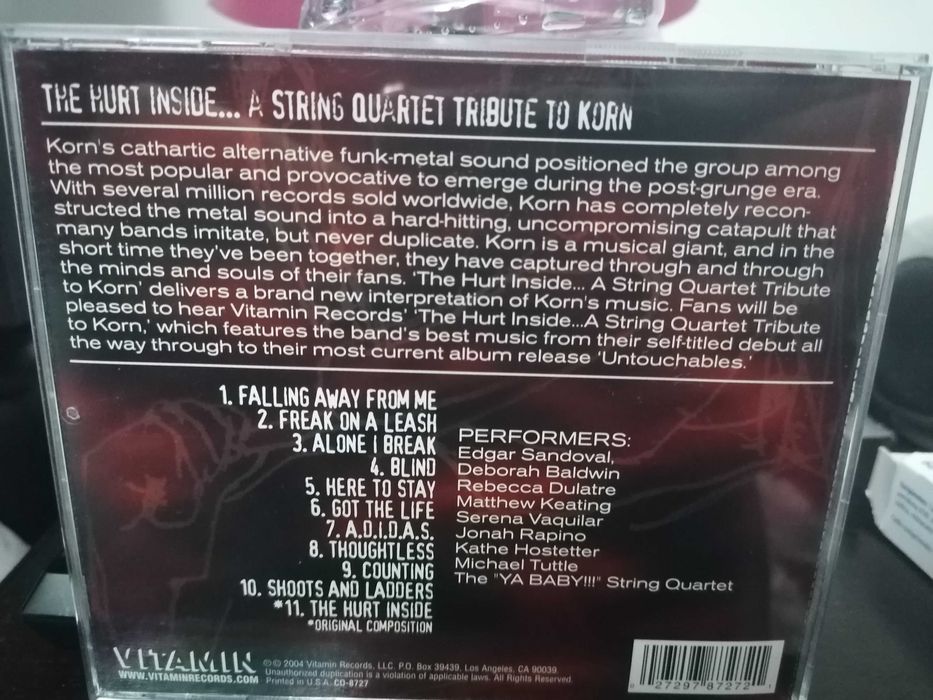 THE HURT INSIDE... A STRING QUARTET TRIBUTE TO KORN
Korn's cathartic alternative funk-metal sound positioned the group among
the most popular and provocative to emerge during the post-grunge era.
With several million records sold worldwide, Korn has completely recon-
structed the metal sound into a hard-hitting, uncompromising catapult that
many bands imitate, but never duplicate. Korn is a musical giant, and in the
short time they've been together, they have captured through and through
the minds and souls of their fans. 'The Hurt Inside... A String Quartet Tribute
to Korn' delivers a brand new interpretation of Korn's music. Fans will be
pleased to hear Vitamin Records' 'The Hurt Inside...A String Quartet Tribute
to Korn,' which features the band's best music from their self-titled debut all
the way through to their most current album release 'Untouchables.'
1. FALLING AWAY FROM ME
2. FREAK ON A LEASH
3. ALONE I BREAK
4. BLIND
5. HERE TO STAY
6. GOT THE LIFE
7. A.D.I.D.A.S.
8. THOUGHTLESS
9. COUNTING
10. SHOOTS AND LADDERS
*11. THE HURT INSIDE
*ORIGINAL COMPOSITION
PERFORMERS:
Edgar Sandoval,
Deborah Baldwin
Rebecca Dulatre
Matthew Keating
Serena Vaquilar
Jonah Rapino
Kathe Hostetter
Michael Tuttle
The "YA BABY!!!" String Quartet
VITAMIN
WWW.VITAMINRECORDS.COM
℗ © 2004 Vitamin Records, LLC. P.O. Box 39439, Los Angeles, CA 90039.
Unauthorized duplication is a violation of applicable laws. All Rights Reserved.
Printed in U.S.A. CD-8727
0 27297 87272 1